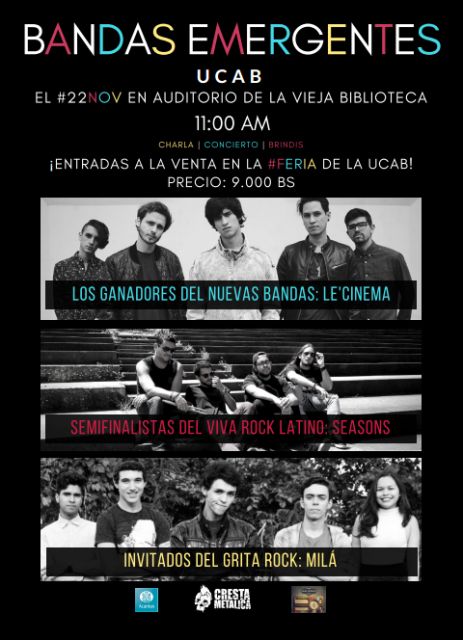 BANDAS EMERGENTES
UCAB
EL #22NOV EN AUDITORIO DE LA VIEJA BIBLIOTECA
11:00 AM
CHARLA | CONCIERTO | BRINDIS
¡ENTRADAS A LA VENTA EN LA #FERIA DE LA UCAB!
PRECIO: 9.000 BS
LOS GANADORES DEL NUEVAS BANDAS: LE'CINEMA
SEMIFINALISTAS DEL VIVA ROCK LATINO: SEASONS
INVITADOS DEL GRITA ROCK: MILÁ
CRESTA
METALICA